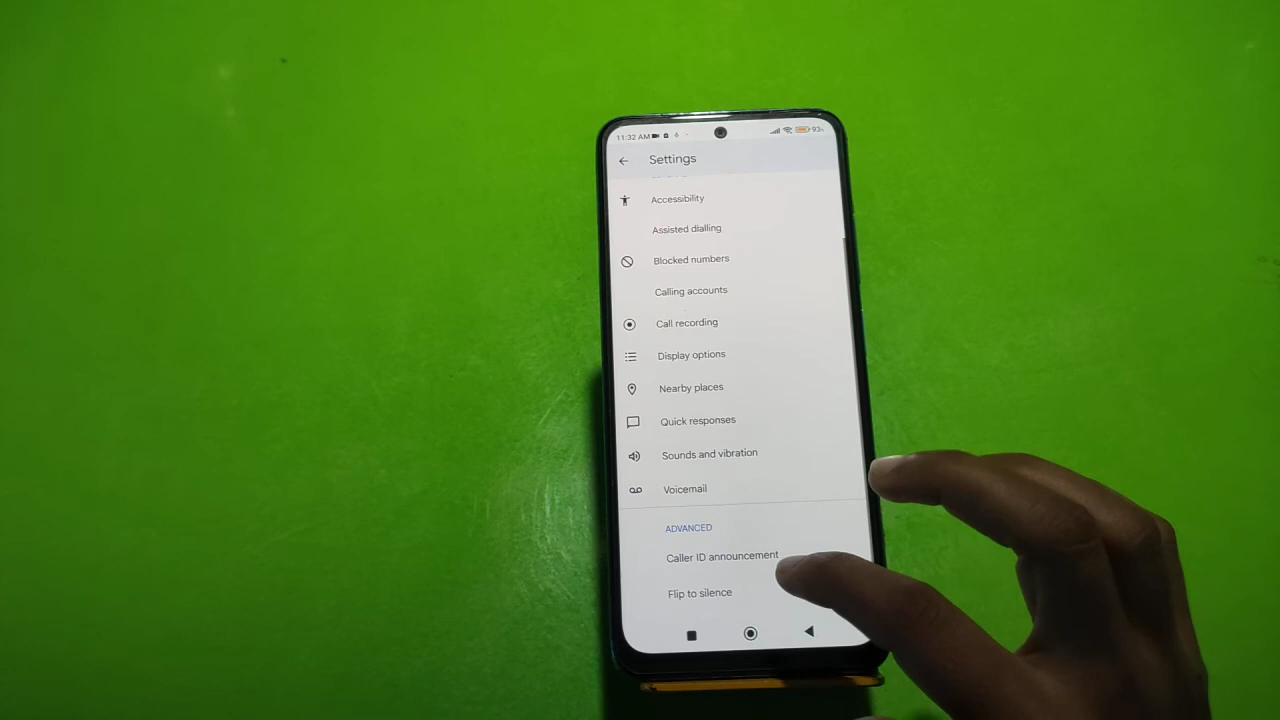 11:32 AM
93
Settings
Accessibility
Assisted dialling
Blocked numbers
Calling accounts
Call recording
Display options
Nearby places
Quick responses
Sounds and vibration
Voicemail
ADVANCED
Caller ID announcement
Flip to silence